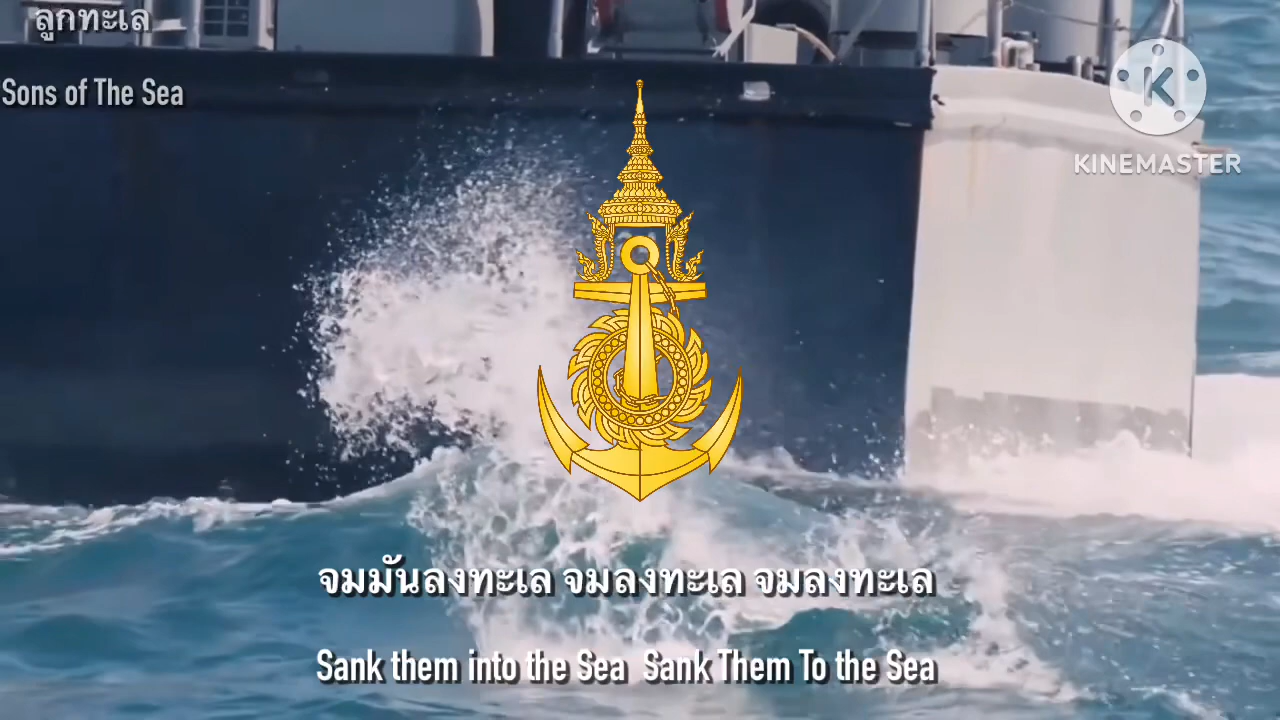 ลูกทะเล
Sons of The Sea
K
KINEMASTER
จมมันลงทะเล จมลงทะเล จมลงทะเล
Sank them into the Sea Sank Them To the Sea